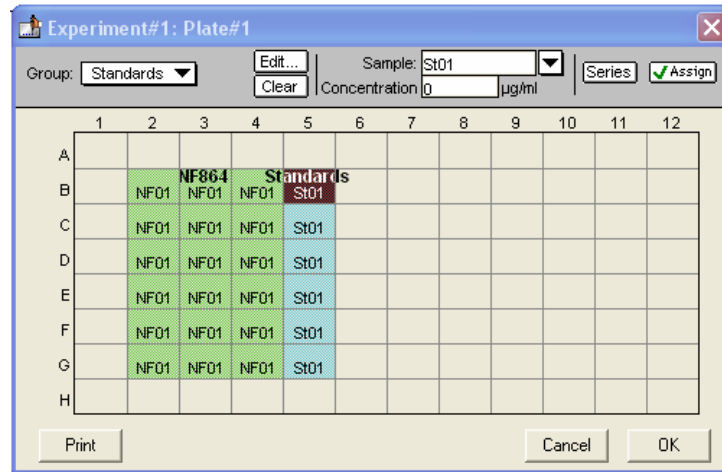 Experiment#1: Plate#1
Group: Standards Edit... Sample: St01 Series Assign
Clear Concentration 0 µg/ml
1 2 3 4 5 6 7 8 9 10 11 12
A
NF864 Standards
B NF01 NF01 NF01 St01
C NF01 NF01 NF01 St01
D NF01 NF01 NF01 St01
E NF01 NF01 NF01 St01
F NF01 NF01 NF01 St01
G NF01 NF01 NF01 St01
H
Print Cancel OK